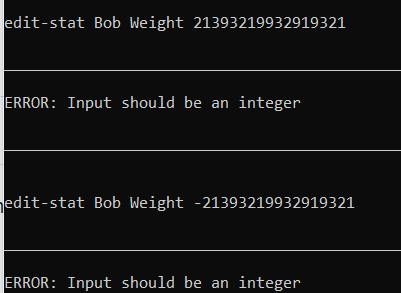 edit-stat Bob Weight 21393219932919321
ERROR: Input should be an integer
edit-stat Bob Weight -21393219932919321
ERROR: Input should be an integer